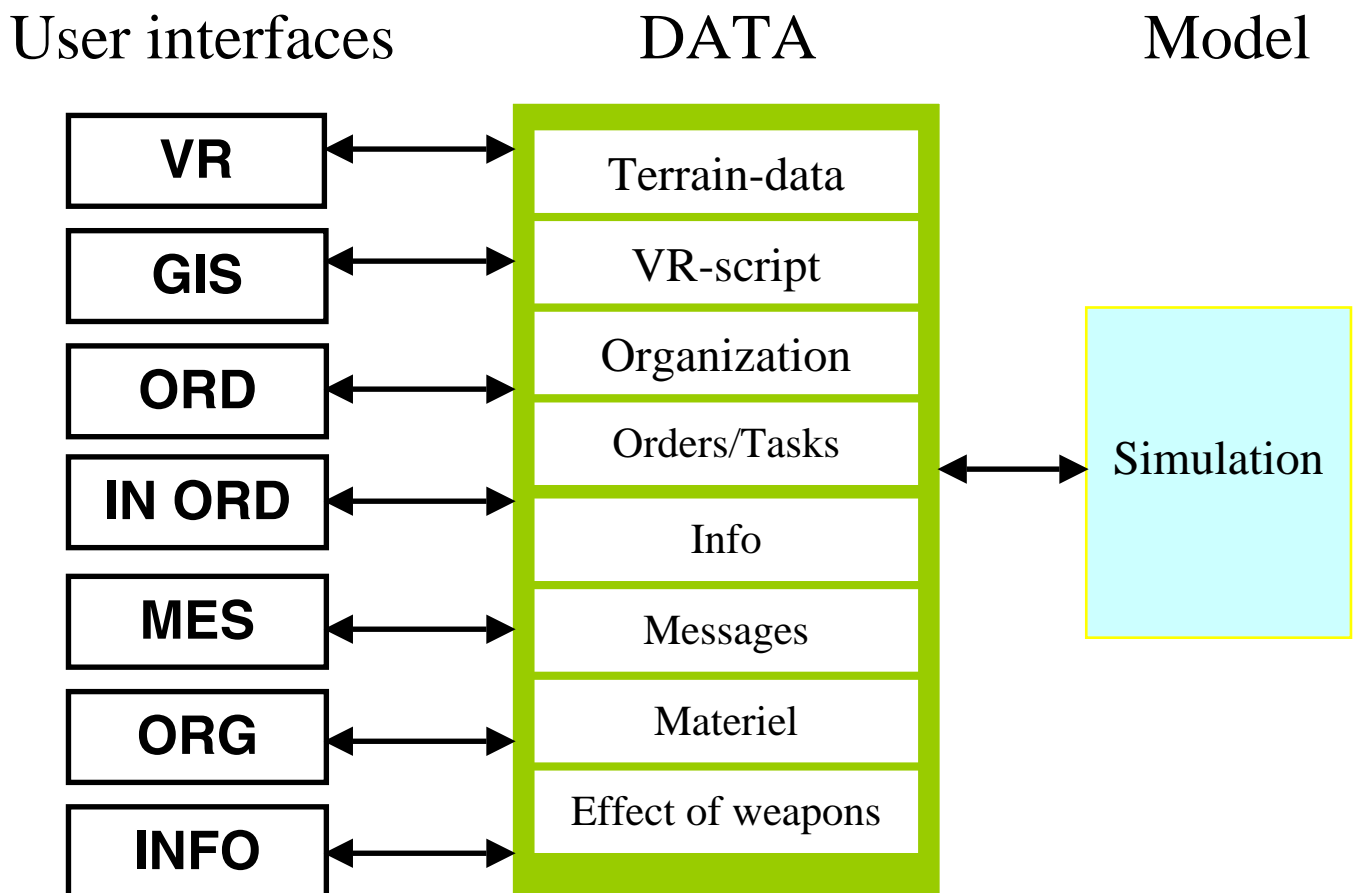 User interfaces
DATA
Model
VR
GIS
ORD
IN ORD
MES
ORG
INFO
Terrain-data
VR-script
Organization
Orders/Tasks
Info
Messages
Materiel
Effect of weapons
Simulation